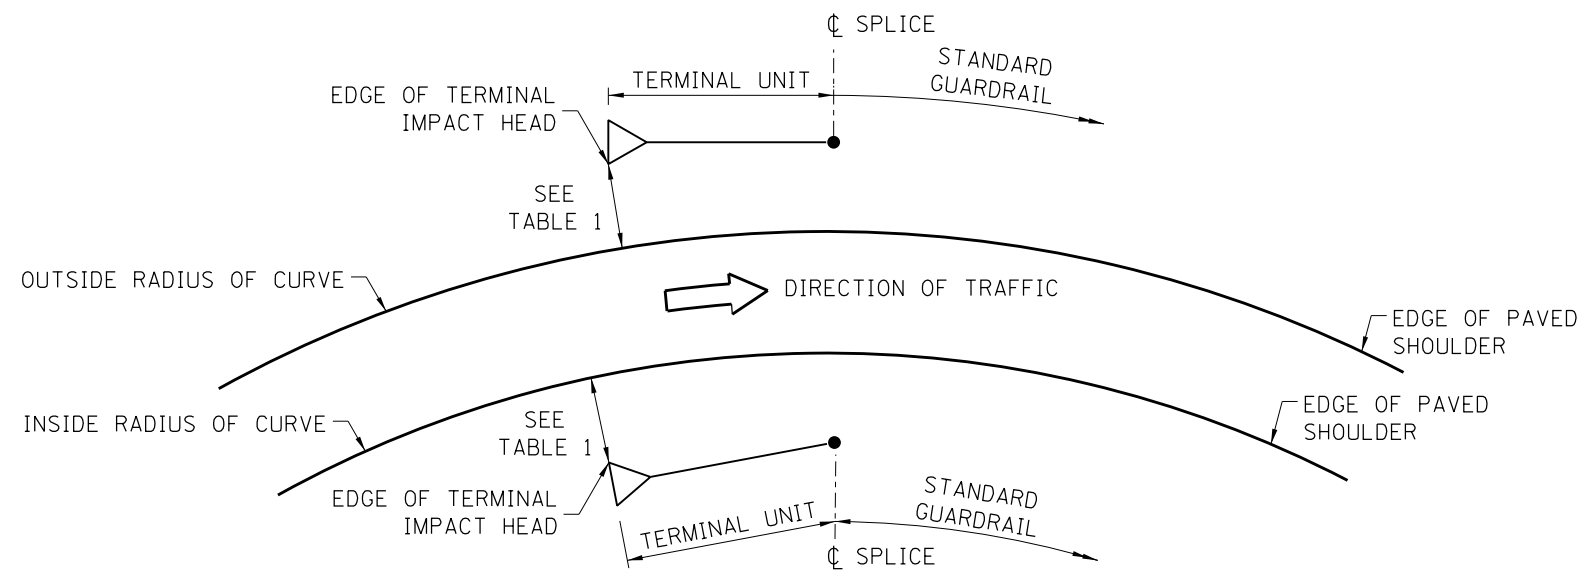 ℄ SPLICE
STANDARD
GUARDRAIL
TERMINAL UNIT
EDGE OF TERMINAL
IMPACT HEAD
SEE
TABLE 1
OUTSIDE RADIUS OF CURVE
DIRECTION OF TRAFFIC
EDGE OF PAVED
SHOULDER
INSIDE RADIUS OF CURVE
SEE
TABLE 1
EDGE OF PAVED
SHOULDER
EDGE OF TERMINAL
IMPACT HEAD
TERMINAL UNIT
STANDARD
GUARDRAIL
℄ SPLICE